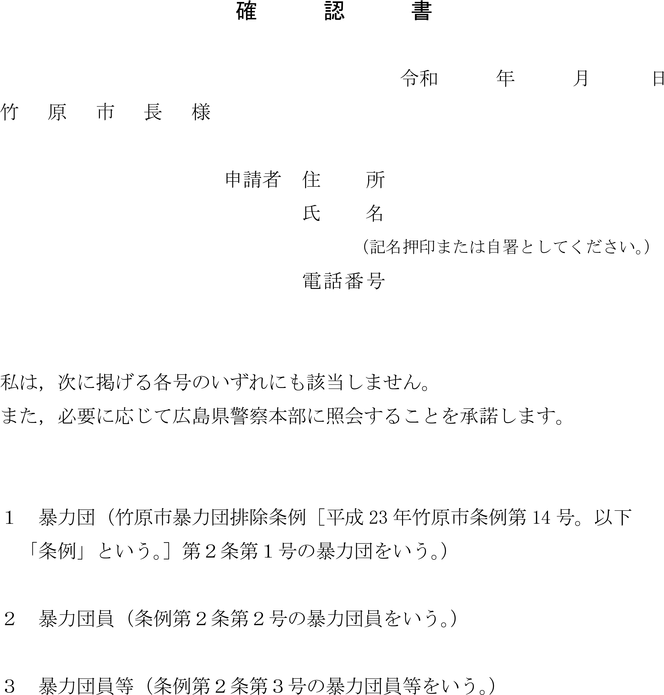 確　　認　　書
令和　　年　　月　　日
竹　原　市　長　様
申請者　住　　所
氏　　名
（記名押印または自署としてください。）
電話番号
私は，次に掲げる各号のいずれにも該当しません。
また，必要に応じて広島県警察本部に照会することを承諾します。
１　暴力団（竹原市暴力団排除条例［平成 23 年竹原市条例第 14 号。以下
「条例」という。］第２条第１号の暴力団をいう。）
２　暴力団員（条例第２条第２号の暴力団員をいう。）
３　暴力団員等（条例第２条第３号の暴力団員等をいう。）